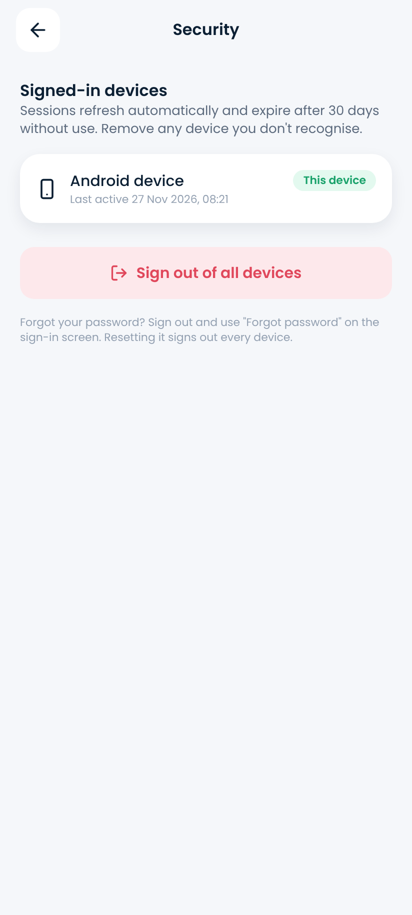 Security
Signed-in devices
Sessions refresh automatically and expire after 30 days
without use. Remove any device you don't recognise.
Android device
This device
Last active 27 Nov 2026, 08:21
Sign out of all devices
Forgot your password? Sign out and use "Forgot password" on the
sign-in screen. Resetting it signs out every device.